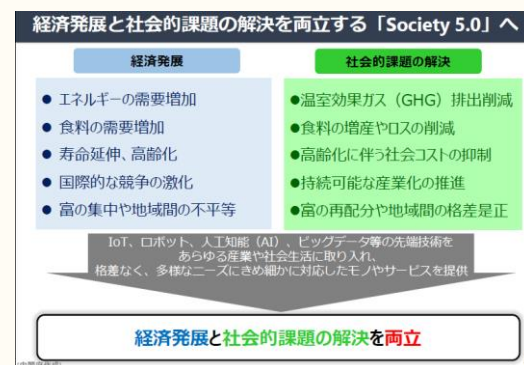 経済発展と社会的課題の解決を両立する「Society 5.0」へ
経済発展
● エネルギーの需要増加
● 食料の需要増加
● 寿命延伸、高齢化
● 国際的な競争の激化
● 富の集中や地域間の不平等
社会的課題の解決
●温室効果ガス（GHG）排出削減
●食料の増産やロスの削減
●高齢化に伴う社会コストの抑制
●持続可能な産業化の推進
●富の再配分や地域間の格差是正
IoT、ロボット、人工知能（AI）、ビッグデータ等の先端技術を
あらゆる産業や社会生活に取り入れ、
格差なく、多様なニーズにきめ細かに対応したモノやサービスを提供
経済発展と社会的課題の解決を両立